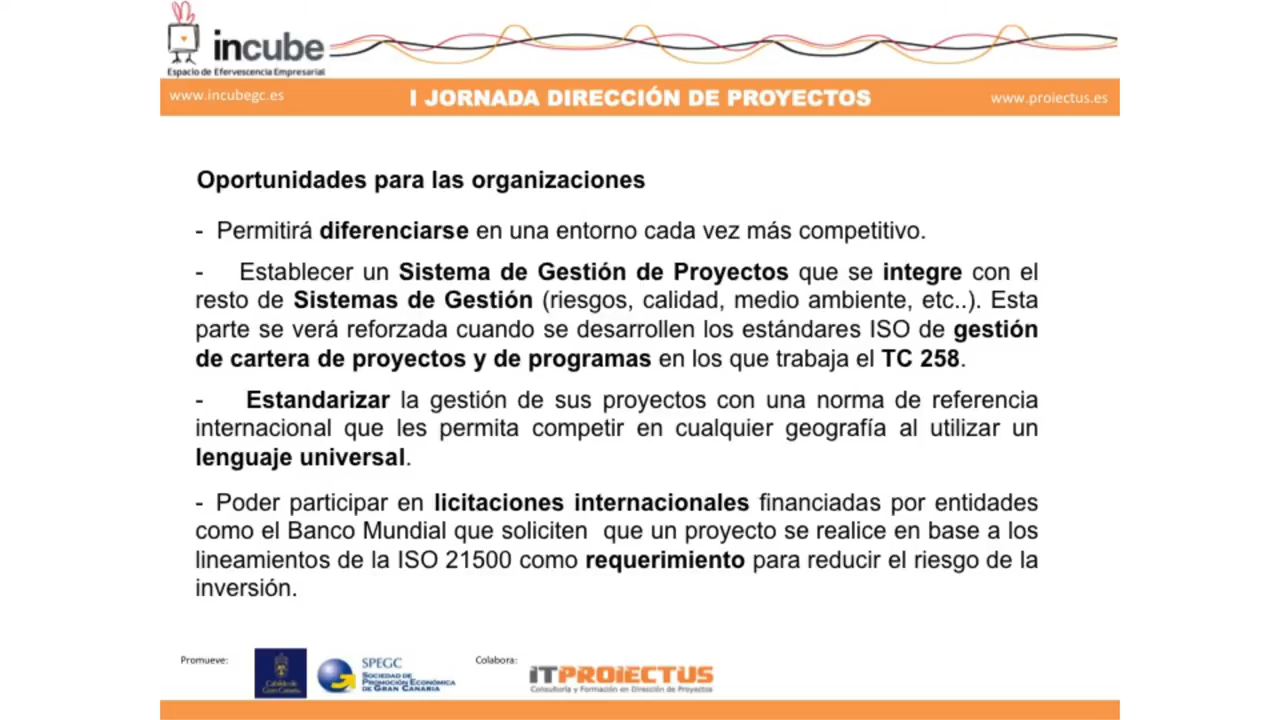 incube
Espacio de Efervescencia Empresarial
www.incubegc.es
I JORNADA DIRECCIÓN DE PROYECTOS
www.proiectus.es
Oportunidades para las organizaciones
- Permitirá diferenciarse en una entorno cada vez más competitivo.
- Establecer un Sistema de Gestión de Proyectos que se integre con el
resto de Sistemas de Gestión (riesgos, calidad, medio ambiente, etc..). Esta
parte se verá reforzada cuando se desarrollen los estándares ISO de gestión
de cartera de proyectos y de programas en los que trabaja el TC 258.
- Estandarizar la gestión de sus proyectos con una norma de referencia
internacional que les permita competir en cualquier geografía al utilizar un
lenguaje universal.
- Poder participar en licitaciones internacionales financiadas por entidades
como el Banco Mundial que soliciten que un proyecto se realice en base a los
lineamientos de la ISO 21500 como requerimiento para reducir el riesgo de la
inversión.
Promueve:
Cabildo de
Gran Canaria
SPEGC
SOCIEDAD DE
PROMOCIÓN ECONÓMICA
DE GRAN CANARIA
Colabora:
ITPROIECTUS
Consultoría y Formación en Dirección de Proyectos